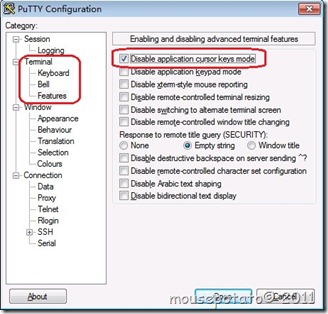 PuTTY Configuration
Category:
Session
Logging
Terminal
Keyboard
Bell
Features
Window
Appearance
Behaviour
Translation
Selection
Colours
Connection
Data
Proxy
Telnet
Rlogin
SSH
Serial
Enabling and disabling advanced terminal features
Disable application cursor keys mode
Disable application keypad mode
Disable xterm-style mouse reporting
Disable remote-controlled terminal resizing
Disable switching to alternate terminal screen
Disable remote-controlled window title changing
Response to remote title query (SECURITY):
None Empty string Window title
Disable destructive backspace on server sending ^?
Disable remote-controlled character set configuration
Disable Arabic text shaping
Disable bidirectional text display
About Open Cancel
mousepotato© 2011